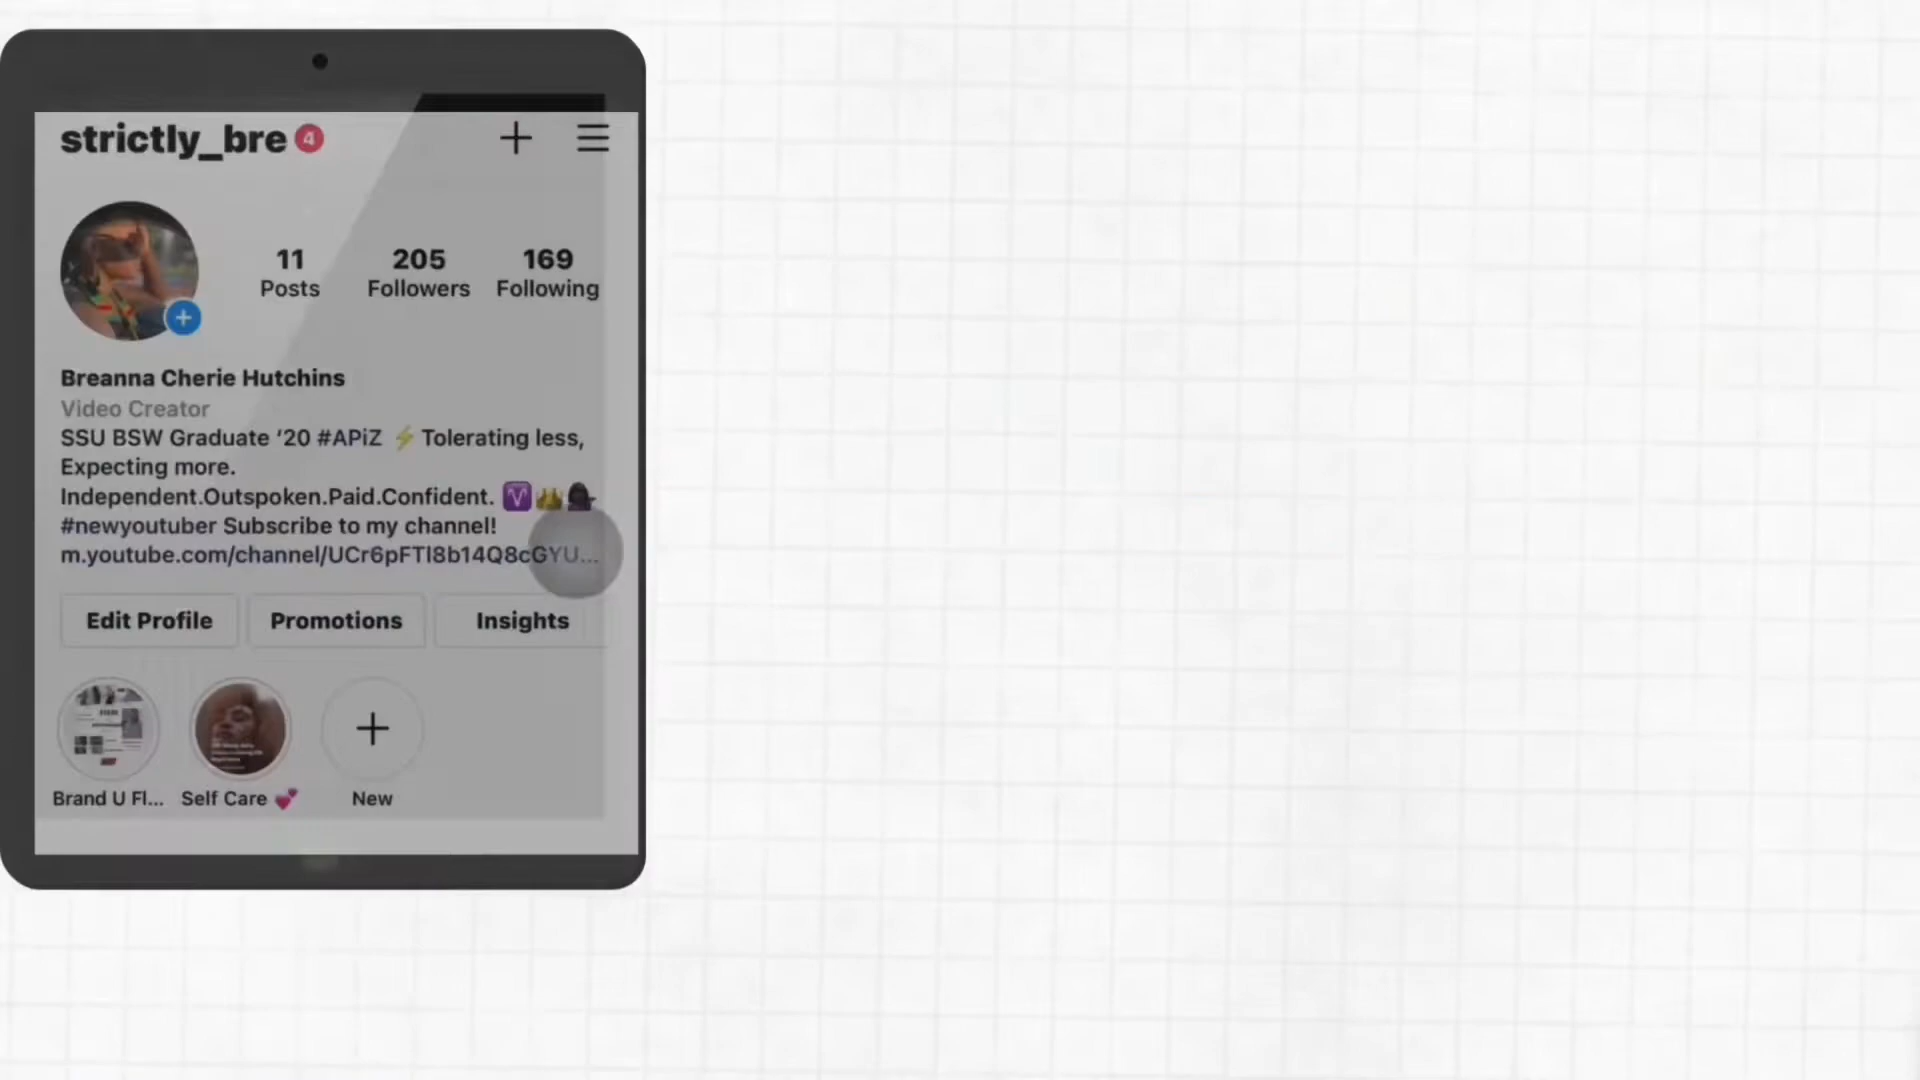 strictly_bre 4
11 205 169
Posts Followers Following
Breanna Cherie Hutchins
Video Creator
SSU BSW Graduate ‘20 #APiZ ⚡ Tolerating less,
Expecting more.
Independent.Outspoken.Paid.Confident. ♈👑
#newyoutuber Subscribe to my channel!
m.youtube.com/channel/UCr6pFTl8b14Q8cGYU...
Edit Profile Promotions Insights
Brand U Fl... Self Care 💕 New